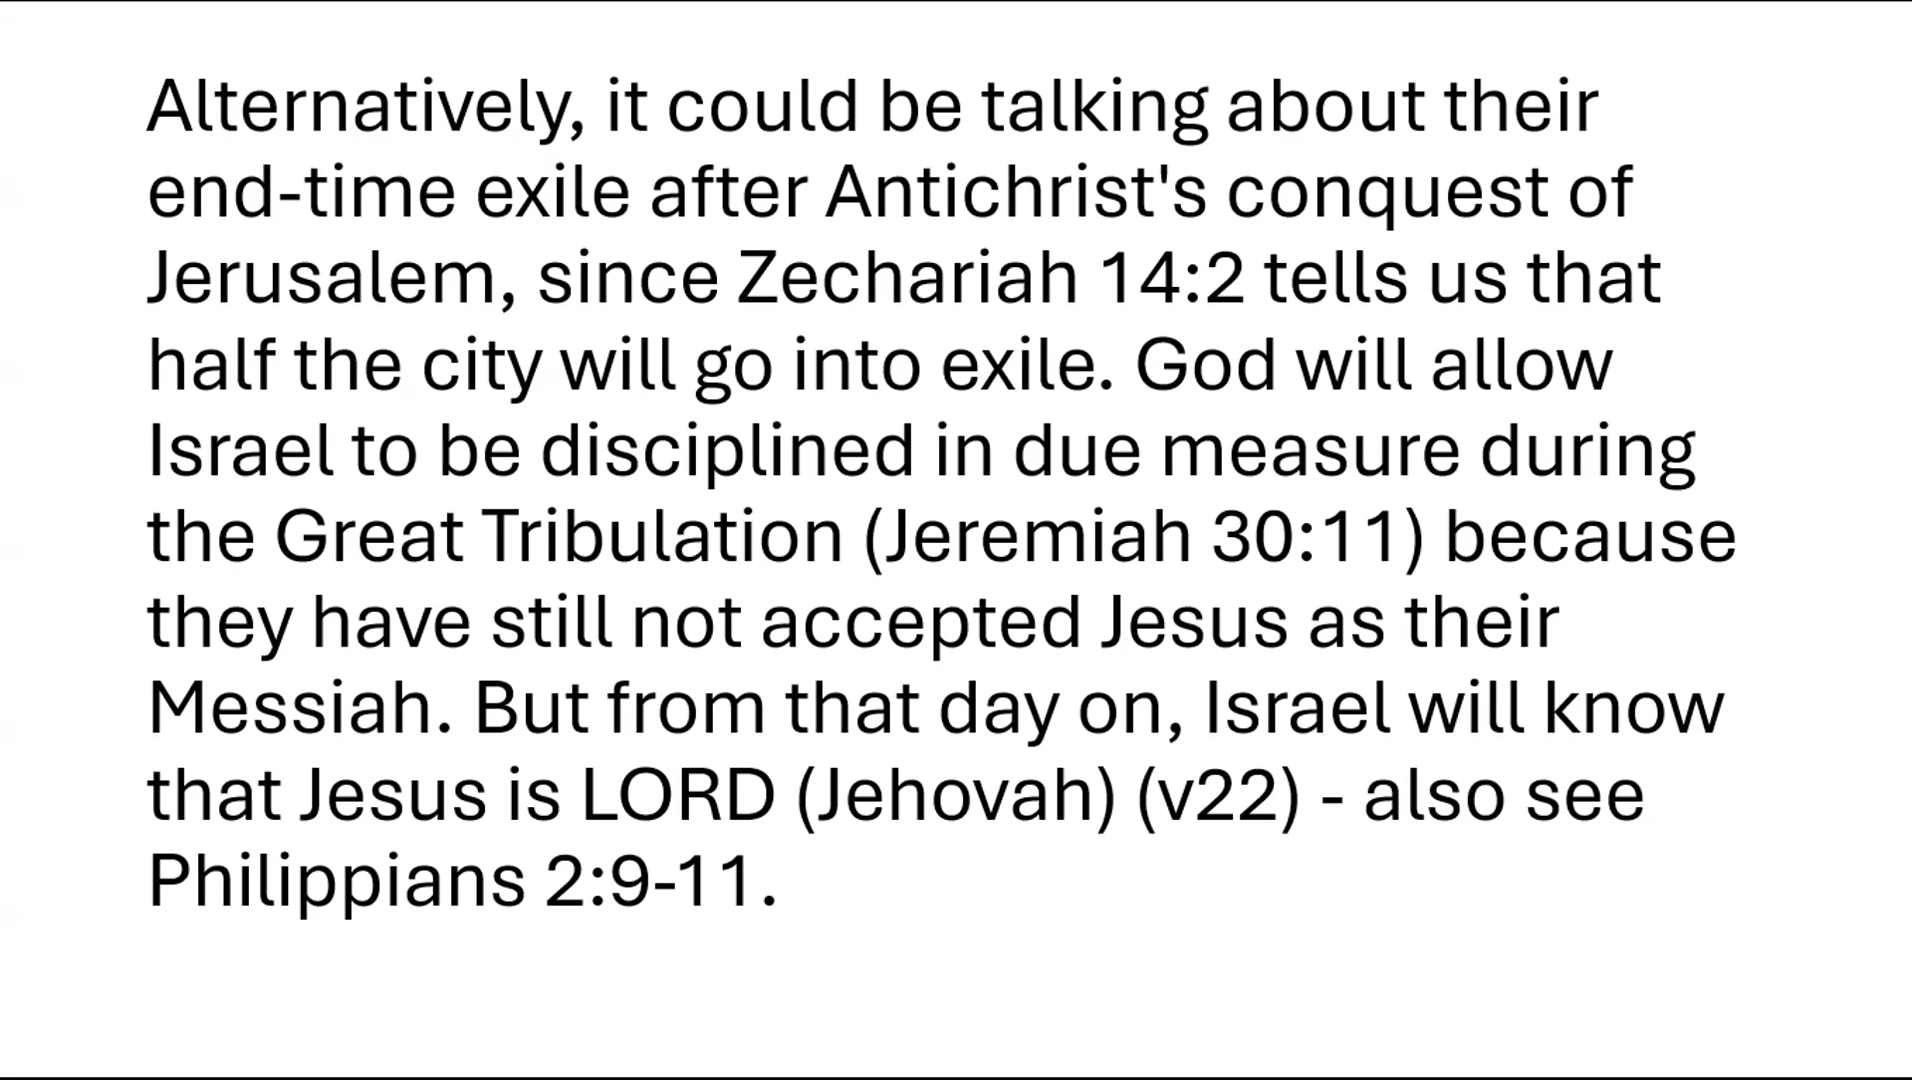 Alternatively, it could be talking about their
end-time exile after Antichrist's conquest of
Jerusalem, since Zechariah 14:2 tells us that
half the city will go into exile. God will allow
Israel to be disciplined in due measure during
the Great Tribulation (Jeremiah 30:11) because
they have still not accepted Jesus as their
Messiah. But from that day on, Israel will know
that Jesus is LORD (Jehovah) (v22) - also see
Philippians 2:9-11.